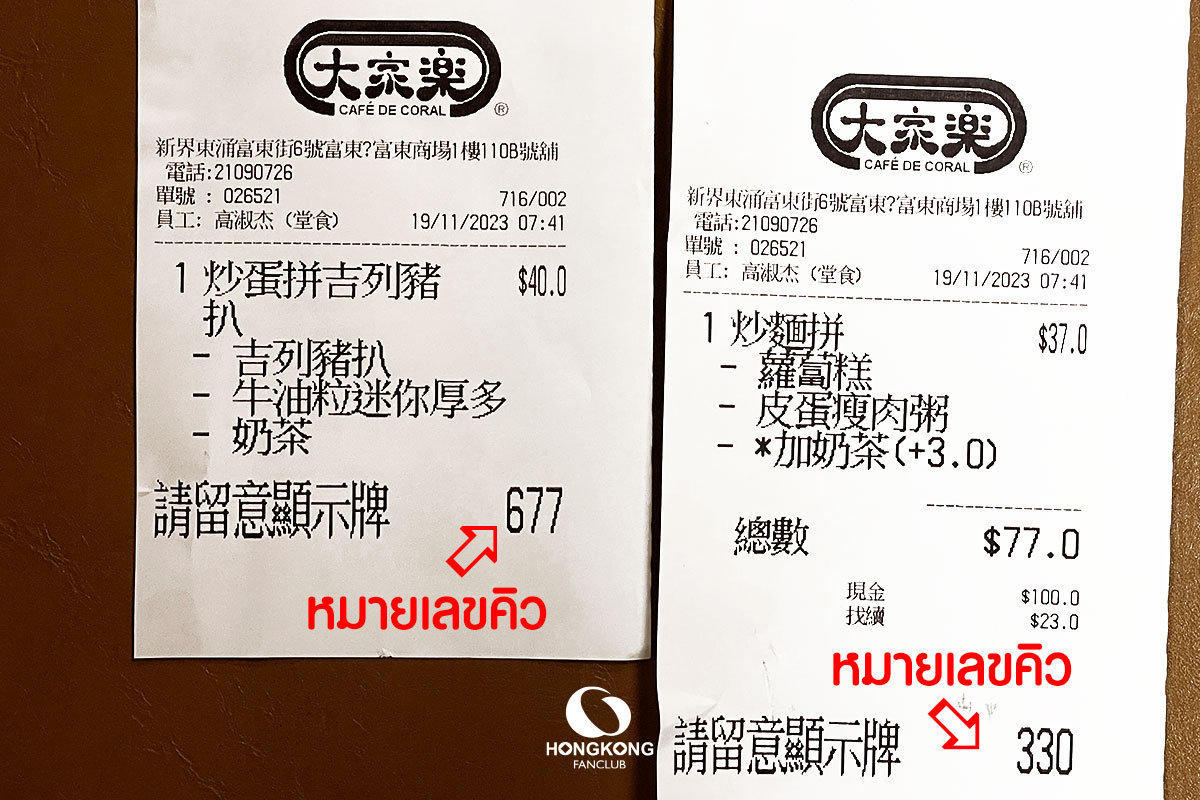 大家樂
CAFÉ DE CORAL
®
新界東涌富東街6號富東?富東商場1樓110B號舖
電話:21090726
單號 : 026521 716/002
員工: 高淑杰 (堂食) 19/11/2023 07:41
1 炒蛋拼吉列豬 $40.0
扒
- 吉列豬扒
- 牛油粒迷你厚多
- 奶茶
請留意顯示牌 677
หมายเลขคิว
大家樂
CAFÉ DE CORAL
®
新界東涌富東街6號富東?富東商場1樓110B號舖
電話:21090726
單號 : 026521 716/002
員工: 高淑杰 (堂食) 19/11/2023 07:41
1 炒麵拼 $37.0
- 蘿蔔糕
- 皮蛋瘦肉粥
- *加奶茶(+3.0)
總數 $77.0
現金 $100.0
找續 $23.0
หมายเลขคิว
請留意顯示牌 330
HONGKONG
FANCLUB